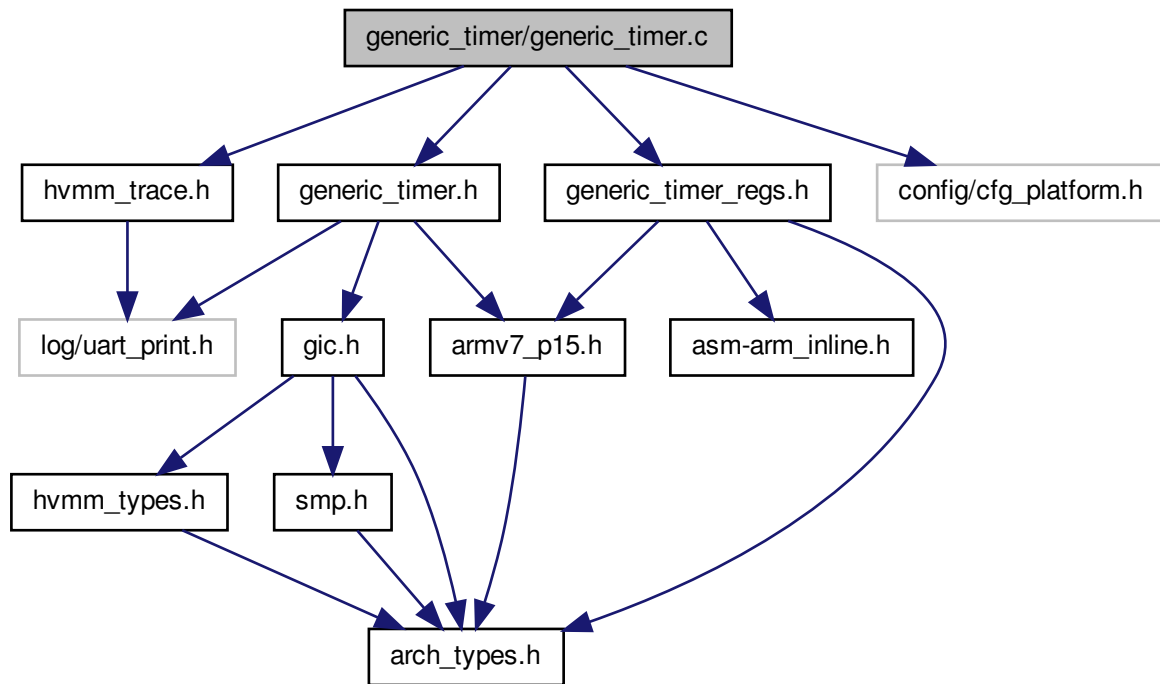 generic_timer/generic_timer.c
hvmm_trace.h
generic_timer.h
generic_timer_regs.h
config/cfg_platform.h
log/uart_print.h
gic.h
armv7_p15.h
asm-arm_inline.h
hvmm_types.h
smp.h
arch_types.h